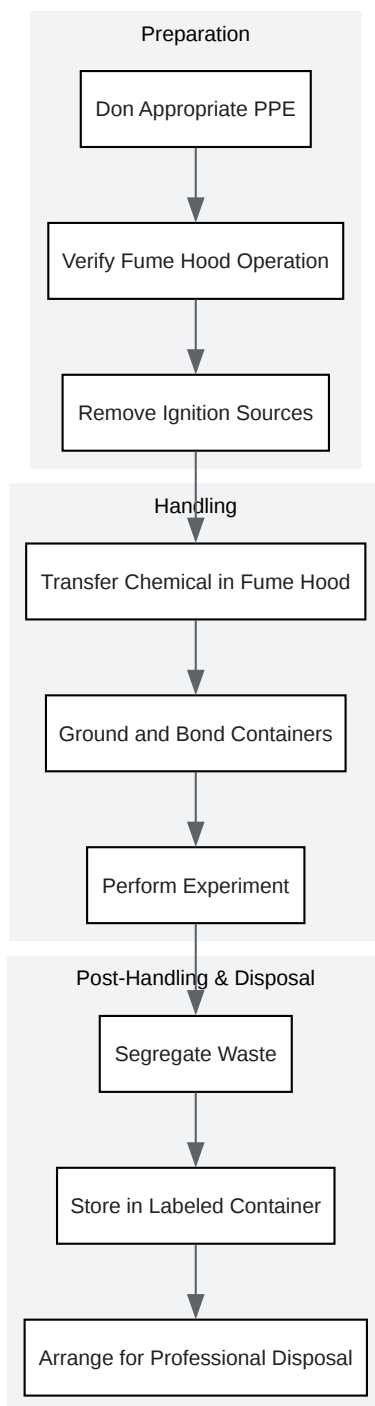 Preparation
Don Appropriate PPE
Verify Fume Hood Operation
Remove Ignition Sources
Handling
Transfer Chemical in Fume Hood
Ground and Bond Containers
Perform Experiment
Post-Handling & Disposal
Segregate Waste
Store in Labeled Container
Arrange for Professional Disposal